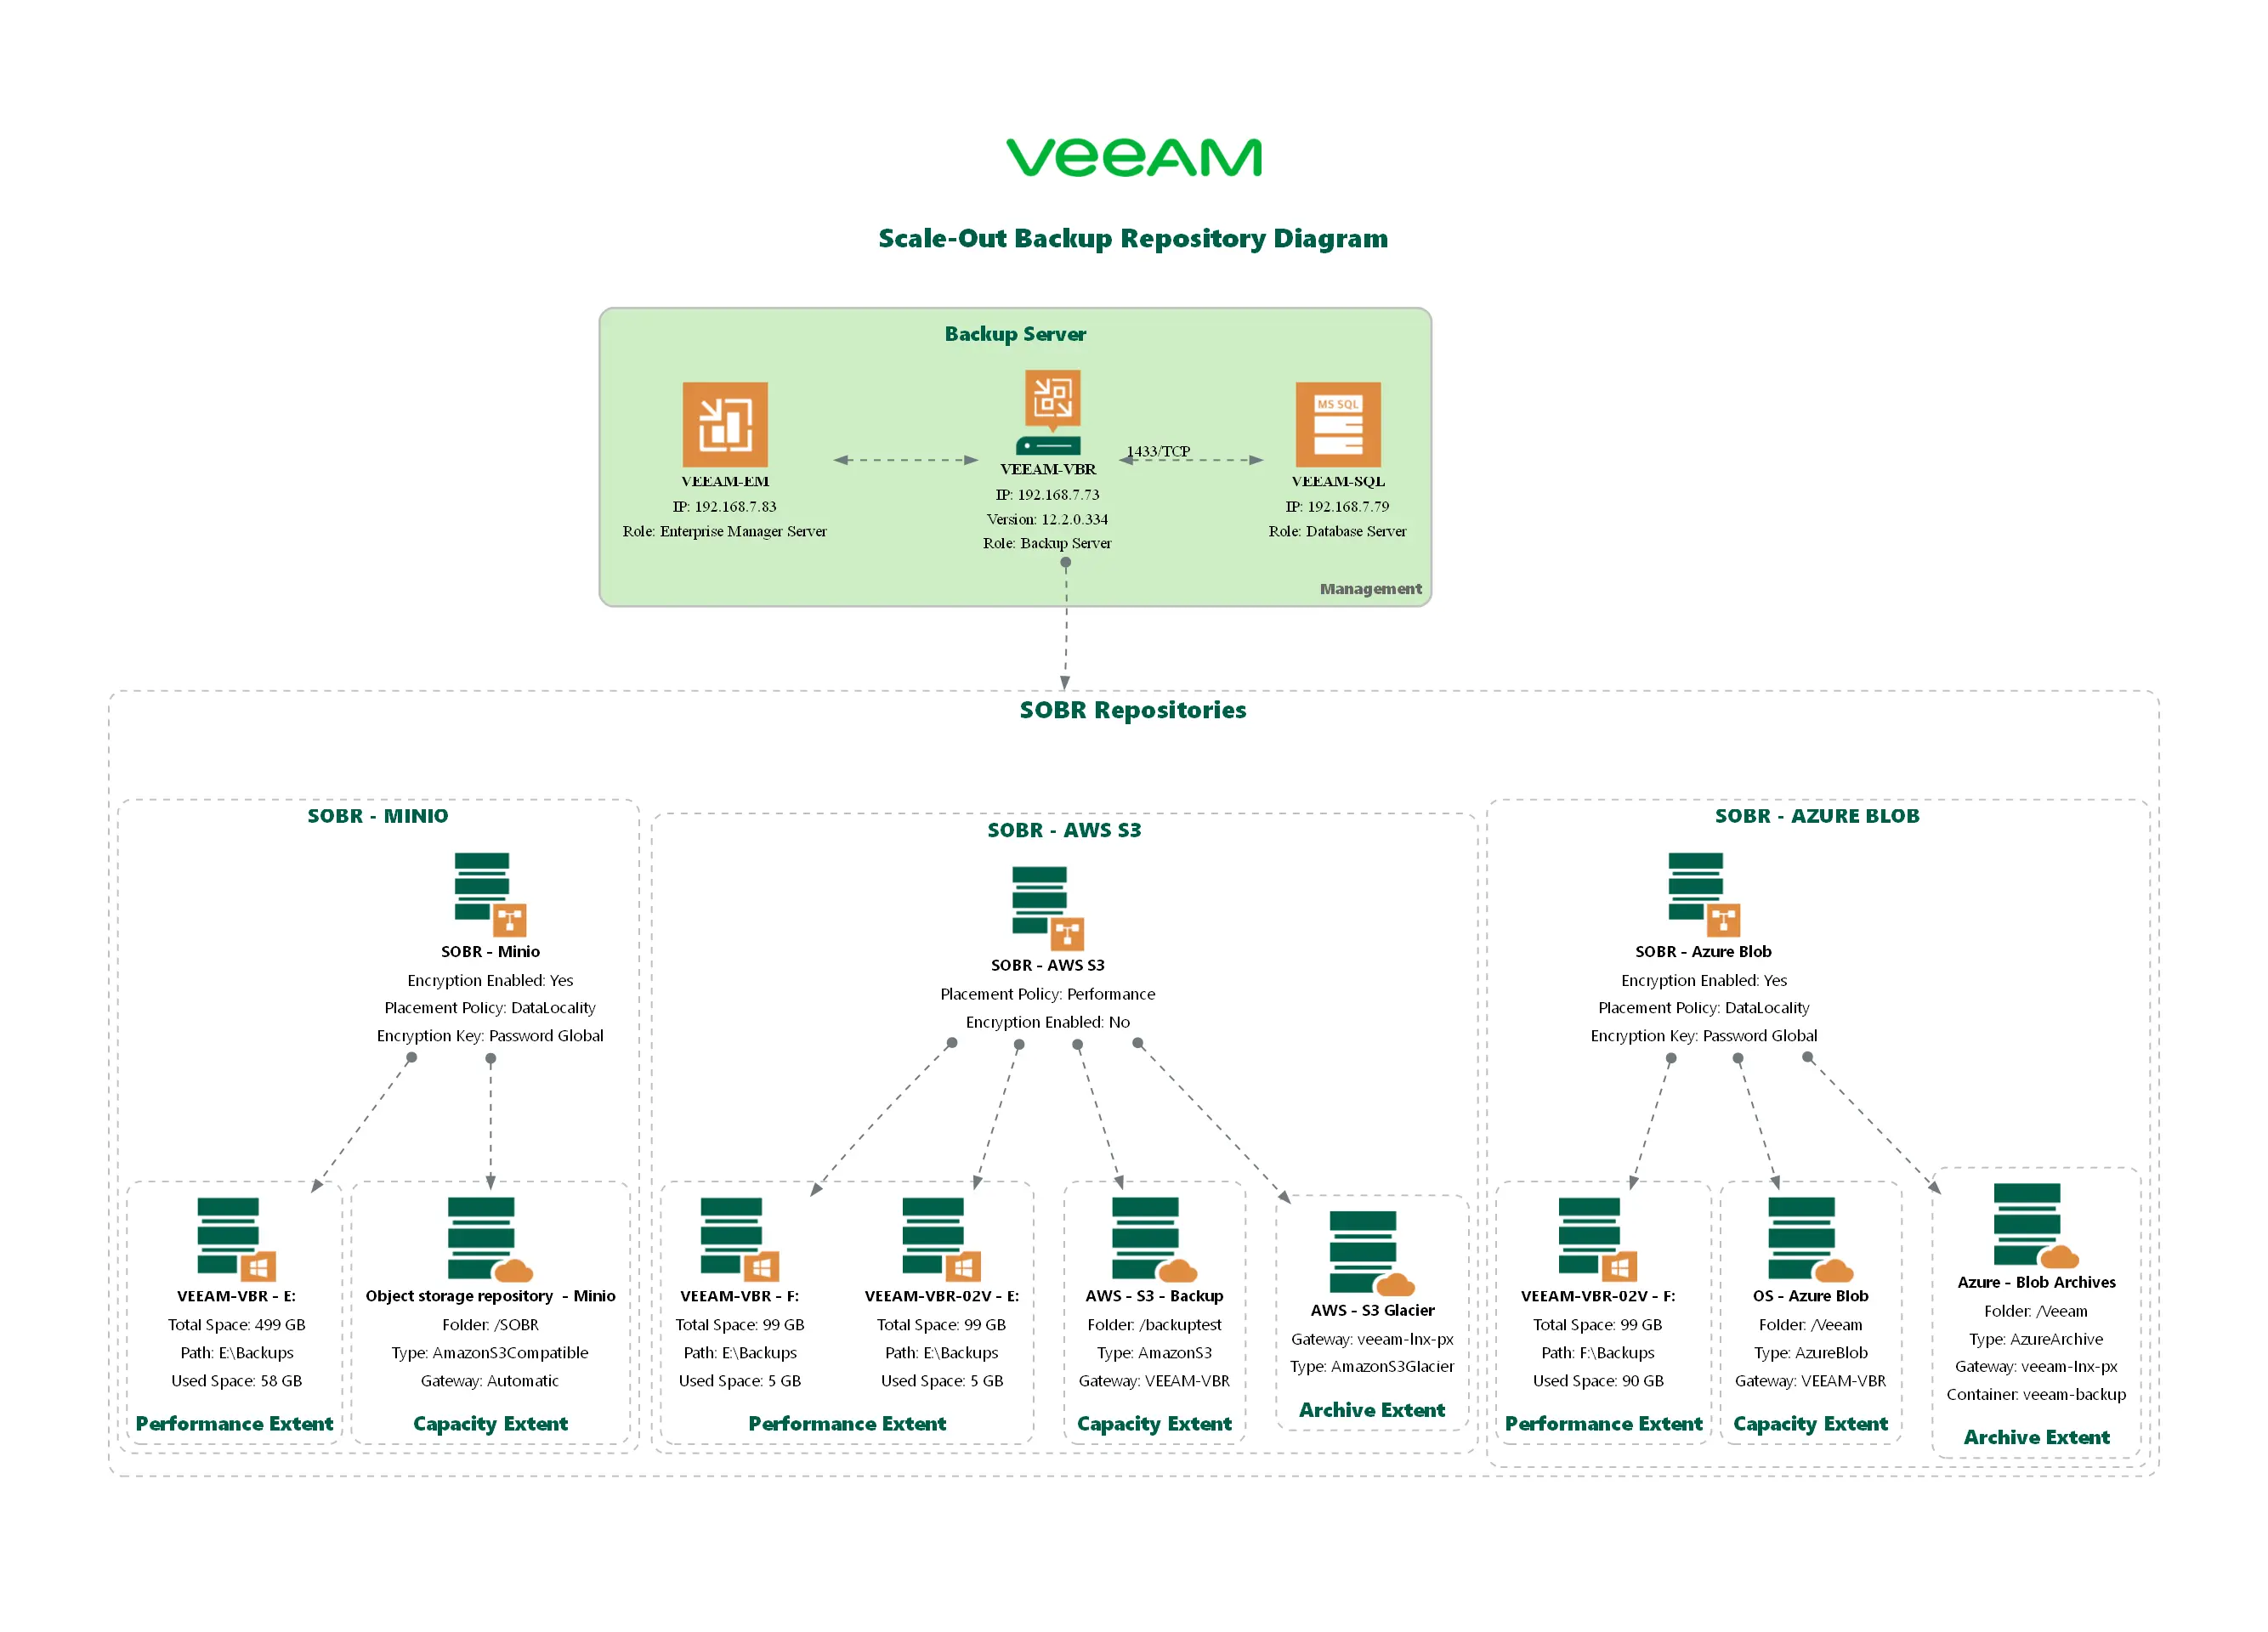 veeAM
Scale-Out Backup Repository Diagram
Backup Server
MS SQL
1433/TCP
VEEAM-EM
IP: 192.168.7.83
Role: Enterprise Manager Server
VEEAM-VBR
IP: 192.168.7.73
Version: 12.2.0.334
Role: Backup Server
VEEAM-SQL
IP: 192.168.7.79
Role: Database Server
Management
SOBR Repositories
SOBR - MINIO
SOBR - Minio
Encryption Enabled: Yes
Placement Policy: DataLocality
Encryption Key: Password Global
VEEAM-VBR - E:
Total Space: 499 GB
Path: E:\Backups
Used Space: 58 GB
Performance Extent
Object storage repository - Minio
Folder: /SOBR
Type: AmazonS3Compatible
Gateway: Automatic
Capacity Extent
SOBR - AWS S3
SOBR - AWS S3
Placement Policy: Performance
Encryption Enabled: No
VEEAM-VBR - F:
Total Space: 99 GB
Path: E:\Backups
Used Space: 5 GB
VEEAM-VBR-02V - E:
Total Space: 99 GB
Path: E:\Backups
Used Space: 5 GB
Performance Extent
AWS - S3 - Backup
Folder: /backuptest
Type: AmazonS3
Gateway: VEEAM-VBR
Capacity Extent
AWS - S3 Glacier
Gateway: veeam-lnx-px
Type: AmazonS3Glacier
Archive Extent
SOBR - AZURE BLOB
SOBR - Azure Blob
Encryption Enabled: Yes
Placement Policy: DataLocality
Encryption Key: Password Global
VEEAM-VBR-02V - F:
Total Space: 99 GB
Path: F:\Backups
Used Space: 90 GB
Performance Extent
OS - Azure Blob
Folder: /Veeam
Type: AzureBlob
Gateway: VEEAM-VBR
Capacity Extent
Azure - Blob Archives
Folder: /Veeam
Type: AzureArchive
Gateway: veeam-lnx-px
Container: veeam-backup
Archive Extent